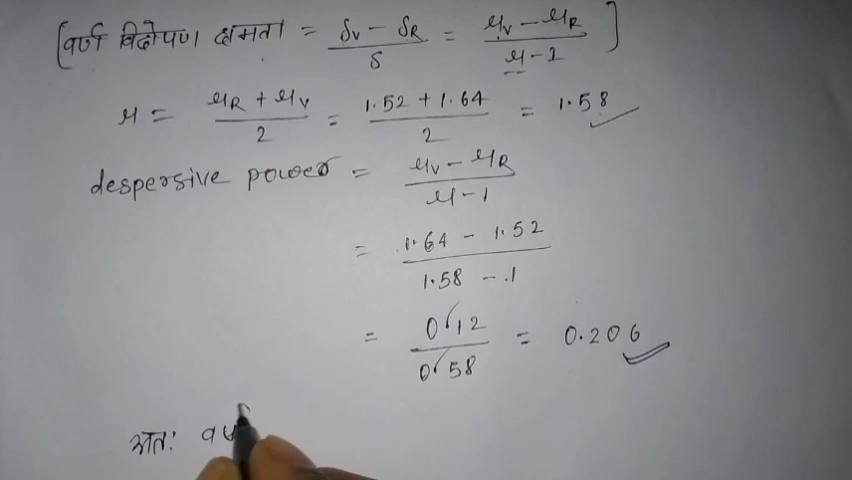 (वर्ण विक्षेपण क्षमता = δV − δR / δ = μV − μR / μ − 1 ]
μ = μR + μV / 2 = 1.52 + 1.64 / 2 = 1.58
despersive power = μV − μR / μ − 1
= 1.64 − 1.52 / 1.58 − .1
= 0.12 / 0.58 = 0.206
अतः